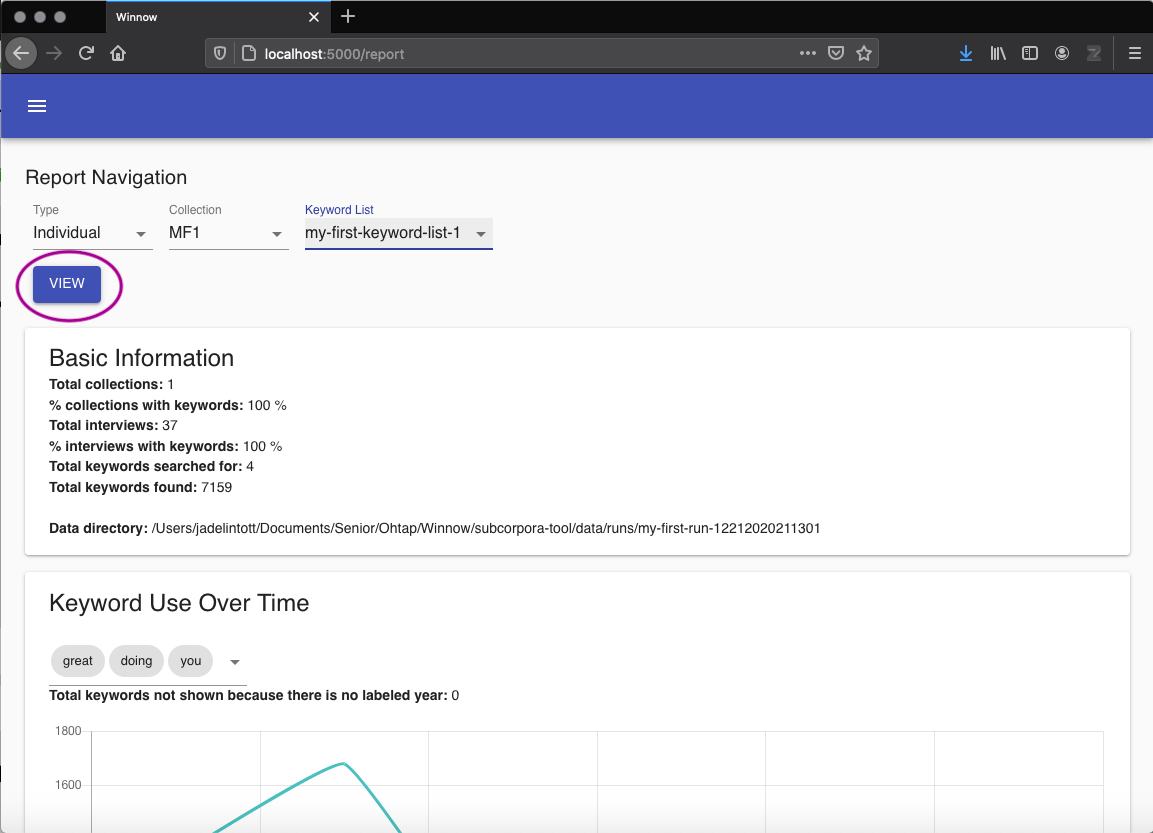 Winnow
localhost:5000/report
Report Navigation
Type Collection Keyword List
Individual MF1 my-first-keyword-list-1
VIEW
Basic Information
Total collections: 1
% collections with keywords: 100 %
Total interviews: 37
% interviews with keywords: 100 %
Total keywords searched for: 4
Total keywords found: 7159
Data directory: /Users/jadelintott/Documents/Senior/Ohtap/Winnow/subcorpora-tool/data/runs/my-first-run-12212020211301
Keyword Use Over Time
great doing you
Total keywords not shown because there is no labeled year: 0
1800
1600